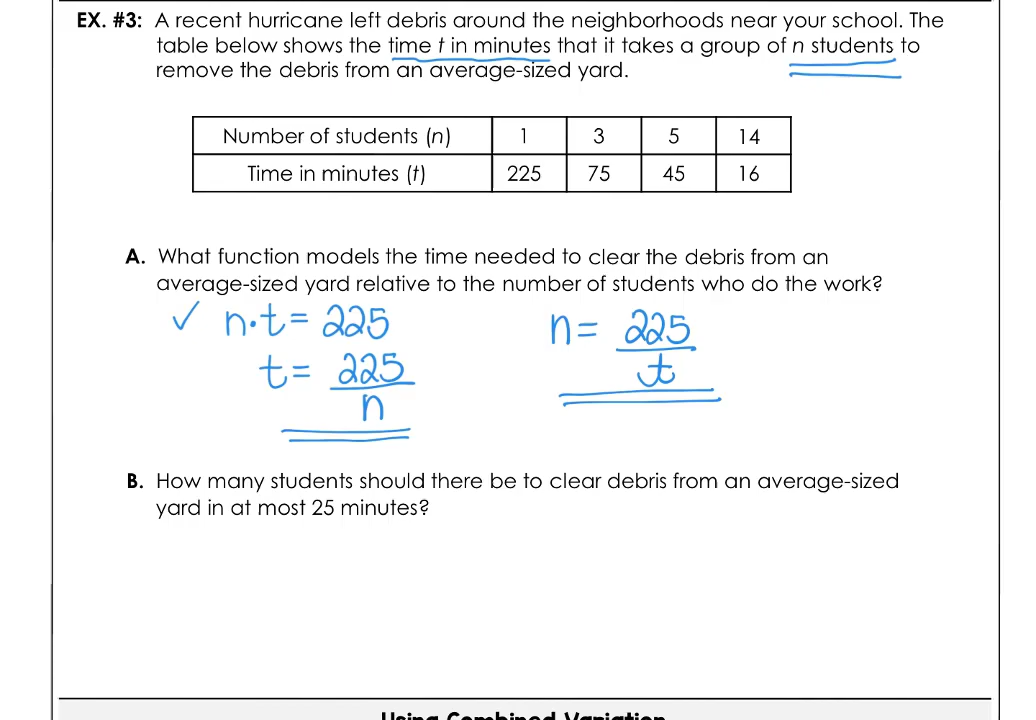 EX. #3: A recent hurricane left debris around the neighborhoods near your school. The
table below shows the time t in minutes that it takes a group of n students to
remove the debris from an average-sized yard.
Number of students (n) 1 3 5 14
Time in minutes (t) 225 75 45 16
A. What function models the time needed to clear the debris from an
average-sized yard relative to the number of students who do the work?
✓ n·t = 225
t = 225/n
n = 225/t
B. How many students should there be to clear debris from an average-sized
yard in at most 25 minutes?
Using Combined Variation